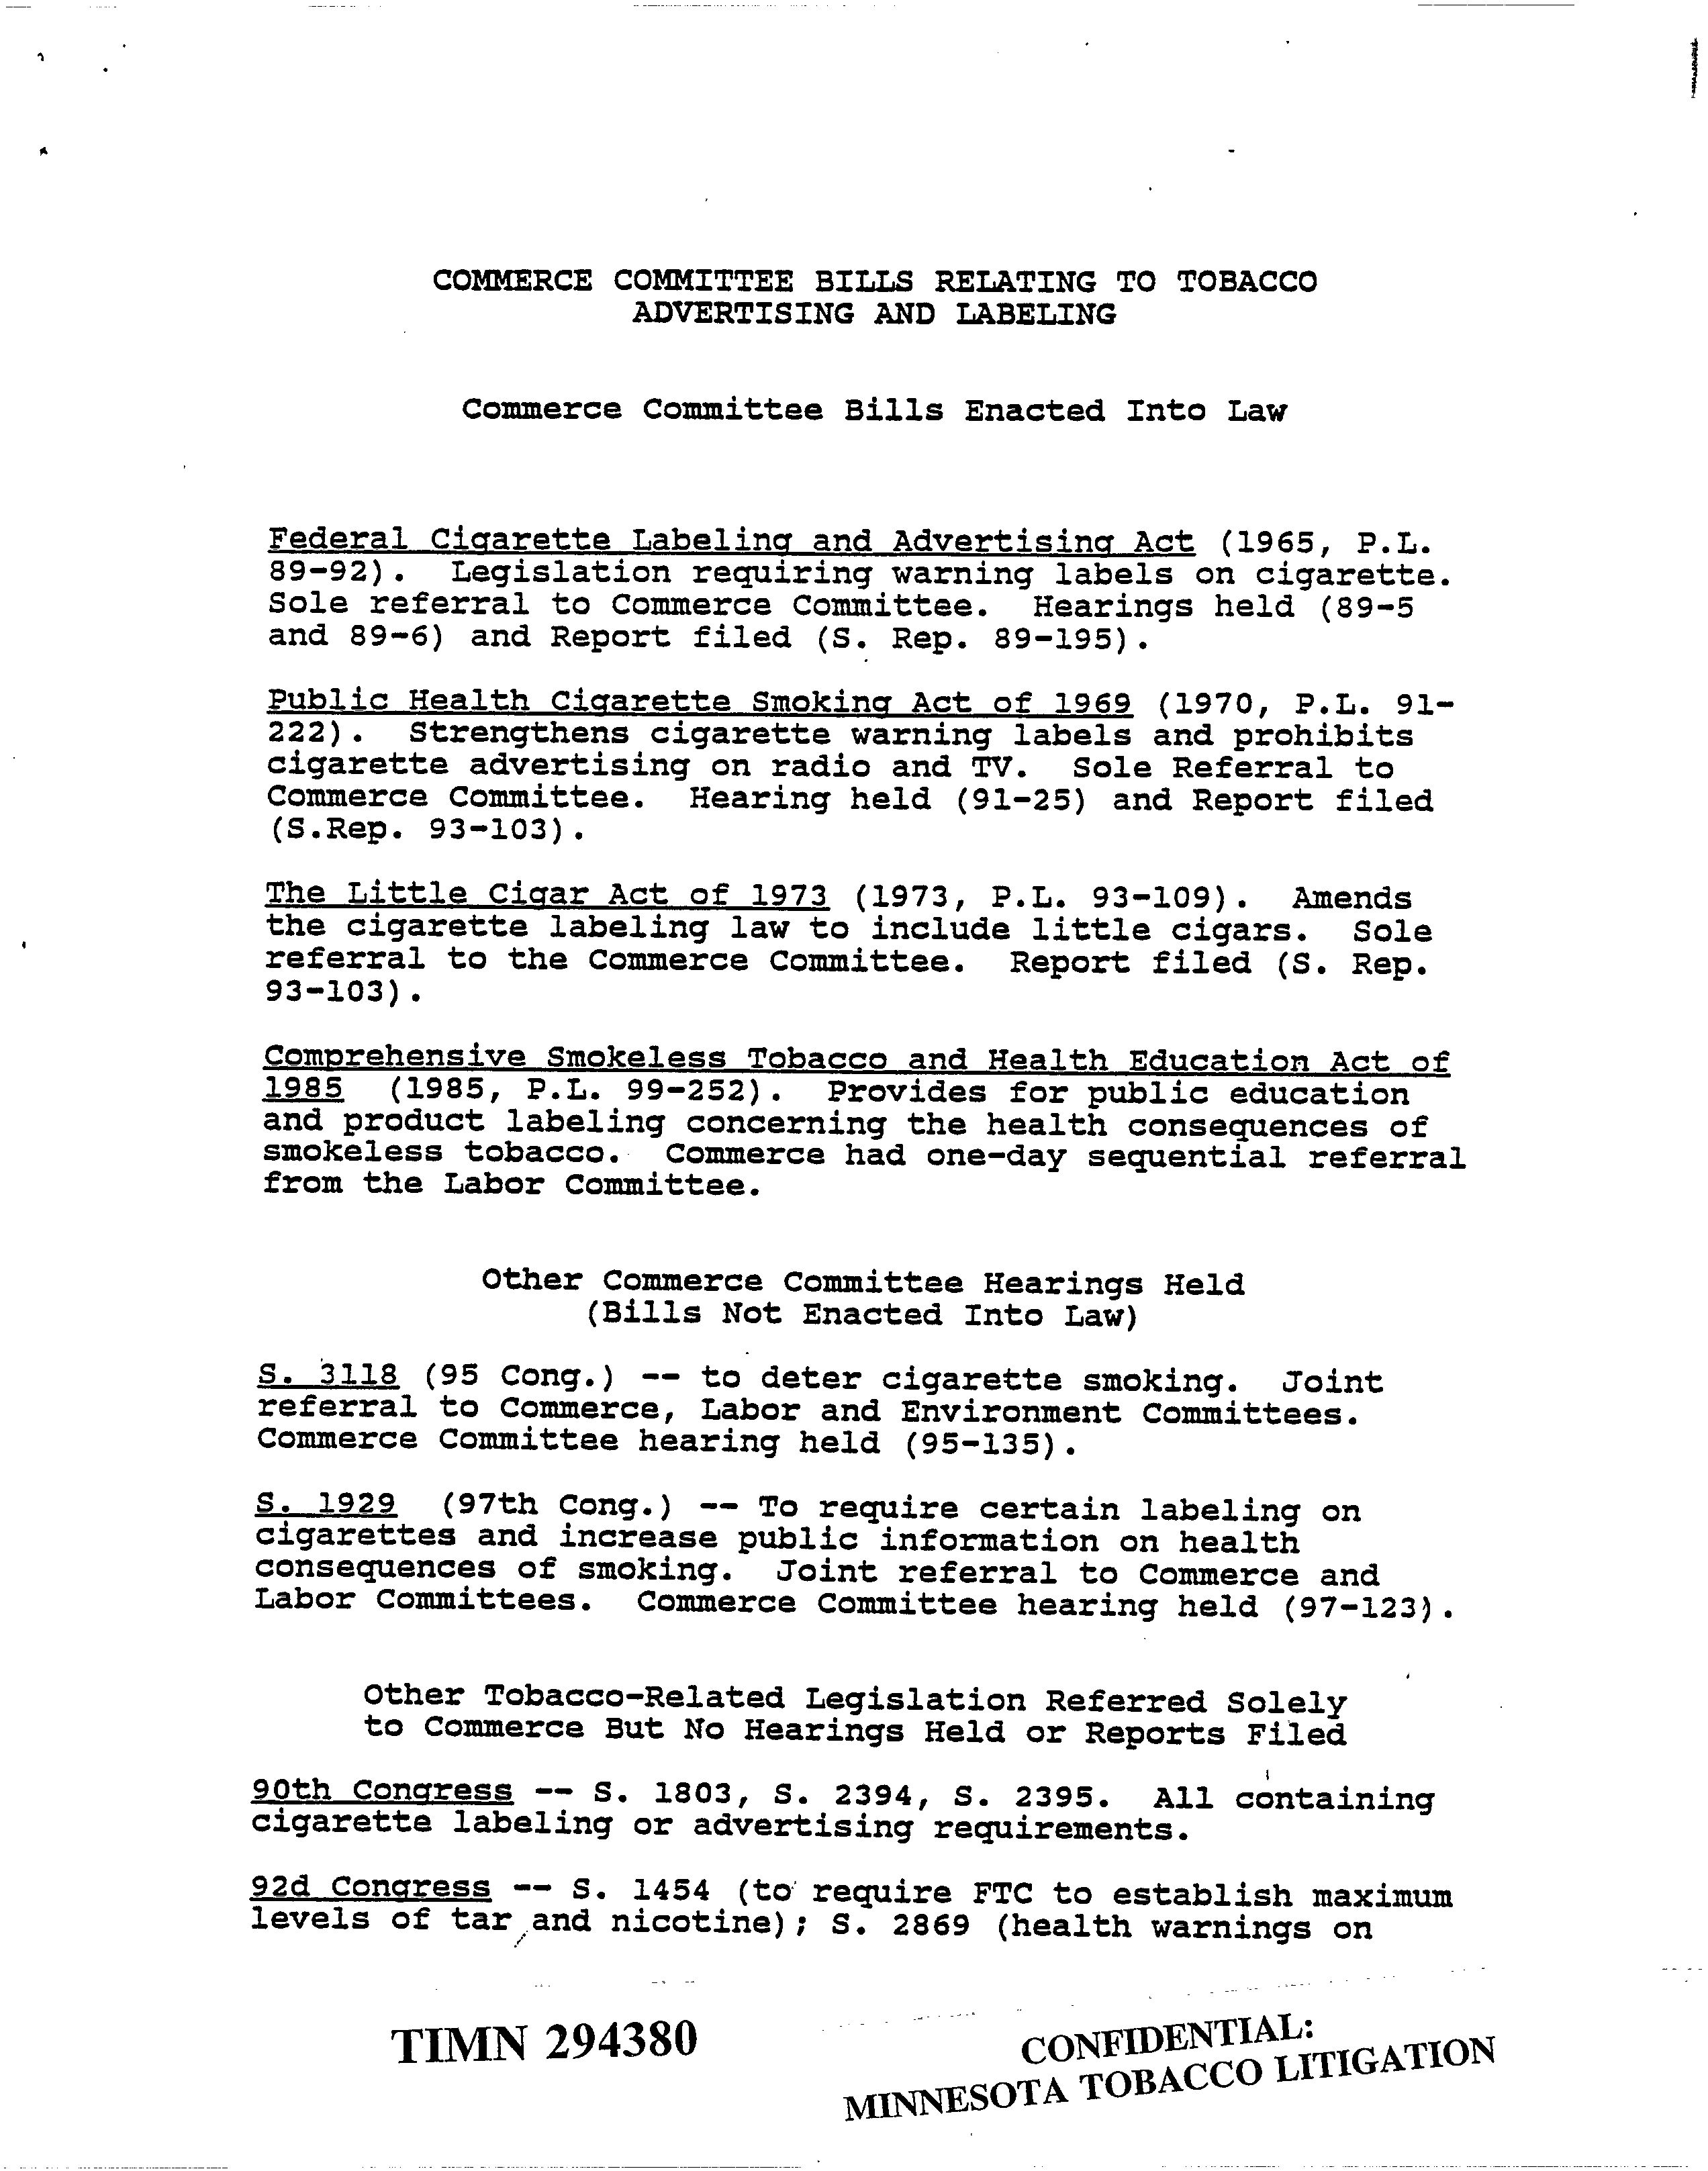 COMMERCE COMMITTEE BILLS RELATING TO TOBACCO
ADVERTISING AND LABELING
Commerce Committee Bills Enacted Into Law
Federal Cigarette Labeling and Advertising Act (1965, P.L.
89-92).  Legislation requiring warning labels on cigarette.
Sole referral to Commerce Committee.  Hearings held (89-5
and 89-6) and Report filed (S. Rep. 89-195).
Public Health Cigarette Smoking Act of 1969 (1970, P.L. 91-
222).  Strengthens cigarette warning labels and prohibits
cigarette advertising on radio and TV.  Sole Referral to
Commerce Committee.  Hearing held (91-25) and Report filed
(S.Rep. 93-103).
The Little Cigar Act of 1973 (1973, P.L. 93-109).  Amends
the cigarette labeling law to include little cigars.  Sole
referral to the Commerce Committee.  Report filed (S. Rep.
93-103).
Comprehensive Smokeless Tobacco and Health Education Act of
1985  (1985, P.L. 99-252).  Provides for public education
and product labeling concerning the health consequences of
smokeless tobacco.  Commerce had one-day sequential referral
from the Labor Committee.
Other Commerce Committee Hearings Held
(Bills Not Enacted Into Law)
S. 3118 (95 Cong.) -- to deter cigarette smoking.  Joint
referral to Commerce, Labor and Environment Committees.
Commerce Committee hearing held (95-135).
S. 1929  (97th Cong.) -- To require certain labeling on
cigarettes and increase public information on health
consequences of smoking.  Joint referral to Commerce and
Labor Committees.  Commerce Committee hearing held (97-123).
Other Tobacco-Related Legislation Referred Solely
to Commerce But No Hearings Held or Reports Filed
90th Congress -- S. 1803, S. 2394, S. 2395.  All containing
cigarette labeling or advertising requirements.
92d Congress -- S. 1454 (to require FTC to establish maximum
levels of tar and nicotine); S. 2869 (health warnings on
TIMN 294380
CONFIDENTIAL:
MINNESOTA TOBACCO LITIGATION